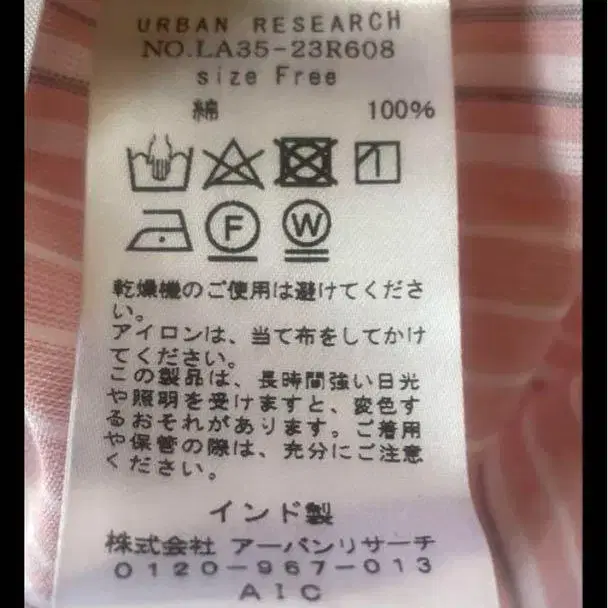 URBAN RESEARCH
NO.LA35-23R608
size Free
綿 100%
F W
乾燥機のご使用は避けてくださ
い。
アイロンは、当て布をしてかけ
てください。
この製品は、長時間強い日光
や照明を受けますと、変色す
るおそれがあります。ご着用
や保管の際は、充分にご注意
ください。
インド製
株式会社 アーバンリサーチ
0120-967-013
AIC